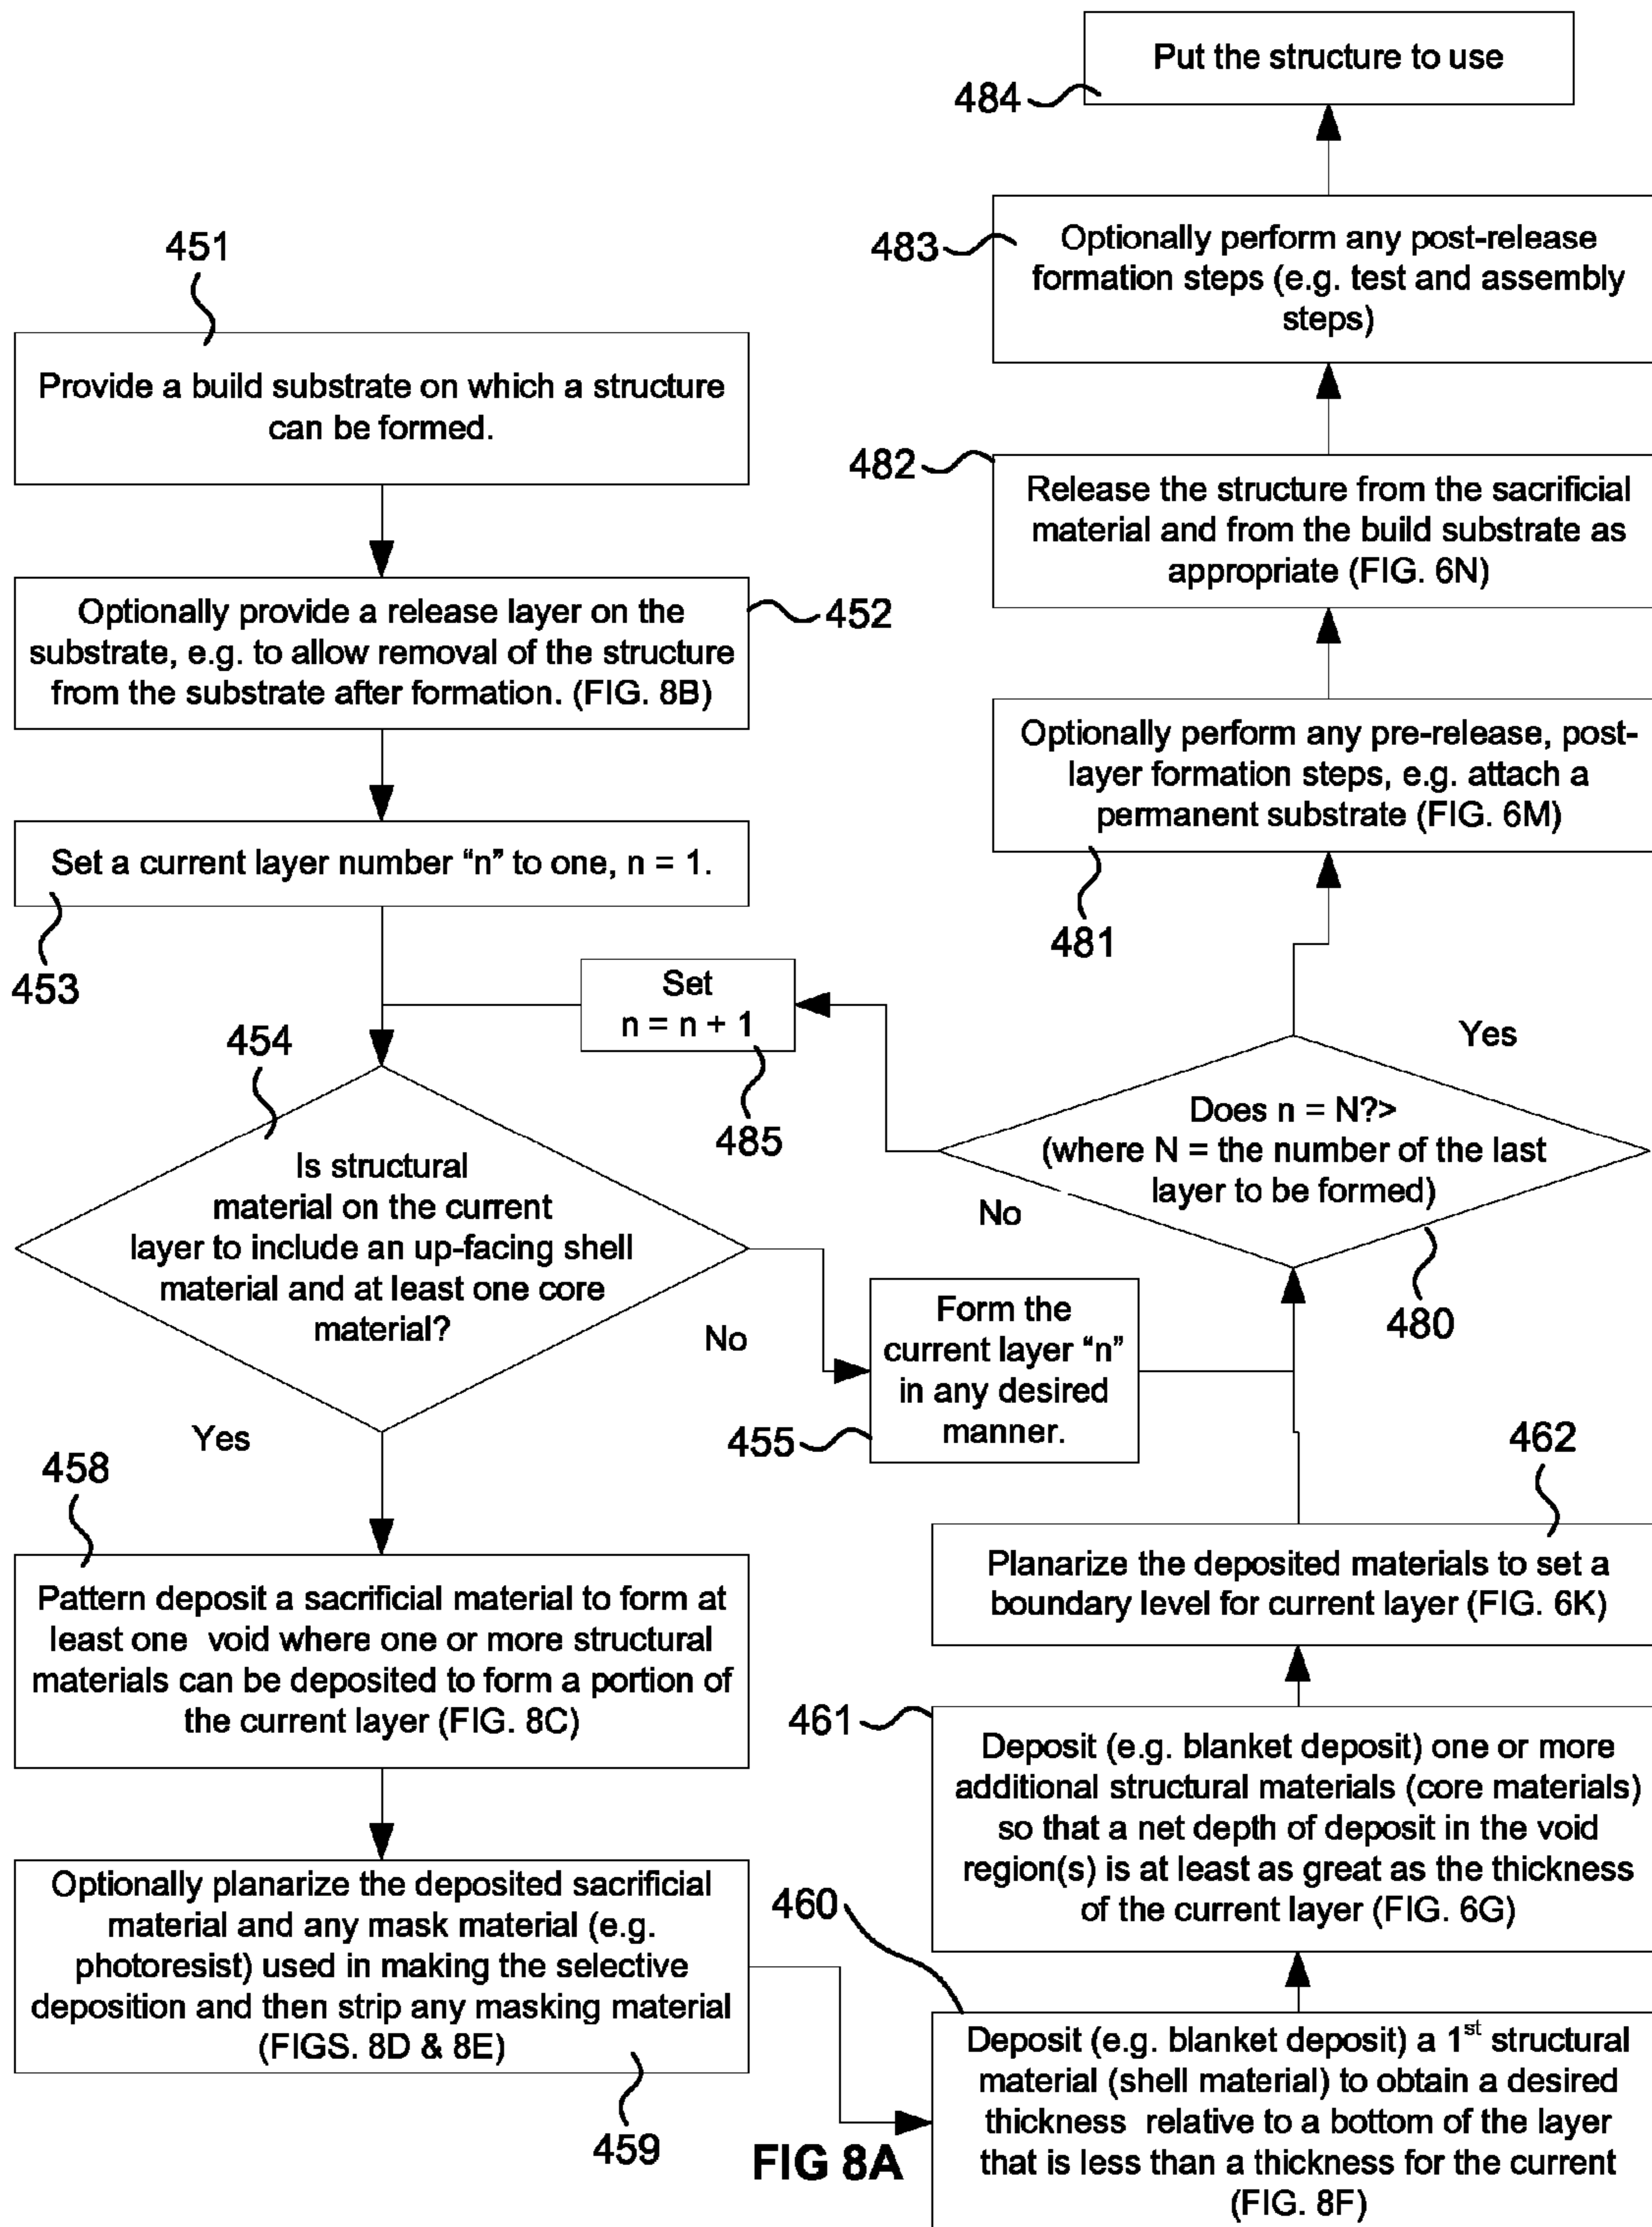 451
Provide a build substrate on which a structure
can be formed.
Optionally provide a release layer on the
substrate, e.g. to allow removal of the structure
from the substrate after formation. (FIG. 8B)
452
Set a current layer number “n” to one, n = 1.
453
Set
n = n + 1
485
454
Is structural
material on the current
layer to include an up-facing shell
material and at least one core
material?
No
Yes
Form the
current layer “n”
in any desired
manner.
455
458
Pattern deposit a sacrificial material to form at
least one void where one or more structural
materials can be deposited to form a portion of
the current layer (FIG. 8C)
Optionally planarize the deposited sacrificial
material and any mask material (e.g.
photoresist) used in making the selective
deposition and then strip any masking material
(FIGS. 8D & 8E)
459
460
Deposit (e.g. blanket deposit) a 1st structural
material (shell material) to obtain a desired
thickness relative to a bottom of the layer
that is less than a thickness for the current
(FIG. 8F)
461
Deposit (e.g. blanket deposit) one or more
additional structural materials (core materials)
so that a net depth of deposit in the void
region(s) is at least as great as the thickness
of the current layer (FIG. 6G)
462
Planarize the deposited materials to set a
boundary level for current layer (FIG. 6K)
Does n = N?>
(where N = the number of the last
layer to be formed)
480
No
Yes
Optionally perform any pre-release, post-
layer formation steps, e.g. attach a
permanent substrate (FIG. 6M)
481
482
Release the structure from the sacrificial
material and from the build substrate as
appropriate (FIG. 6N)
483
Optionally perform any post-release
formation steps (e.g. test and assembly
steps)
484
Put the structure to use
FIG 8A